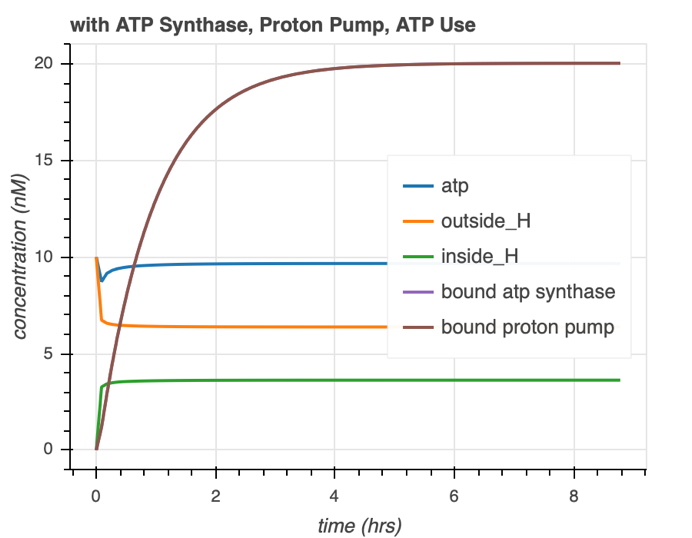 with ATP Synthase, Proton Pump, ATP Use
concentration (nM)
20
15
10
5
0
atp
outside_H
inside_H
bound atp synthase
bound proton pump
0 2 4 6 8
time (hrs)